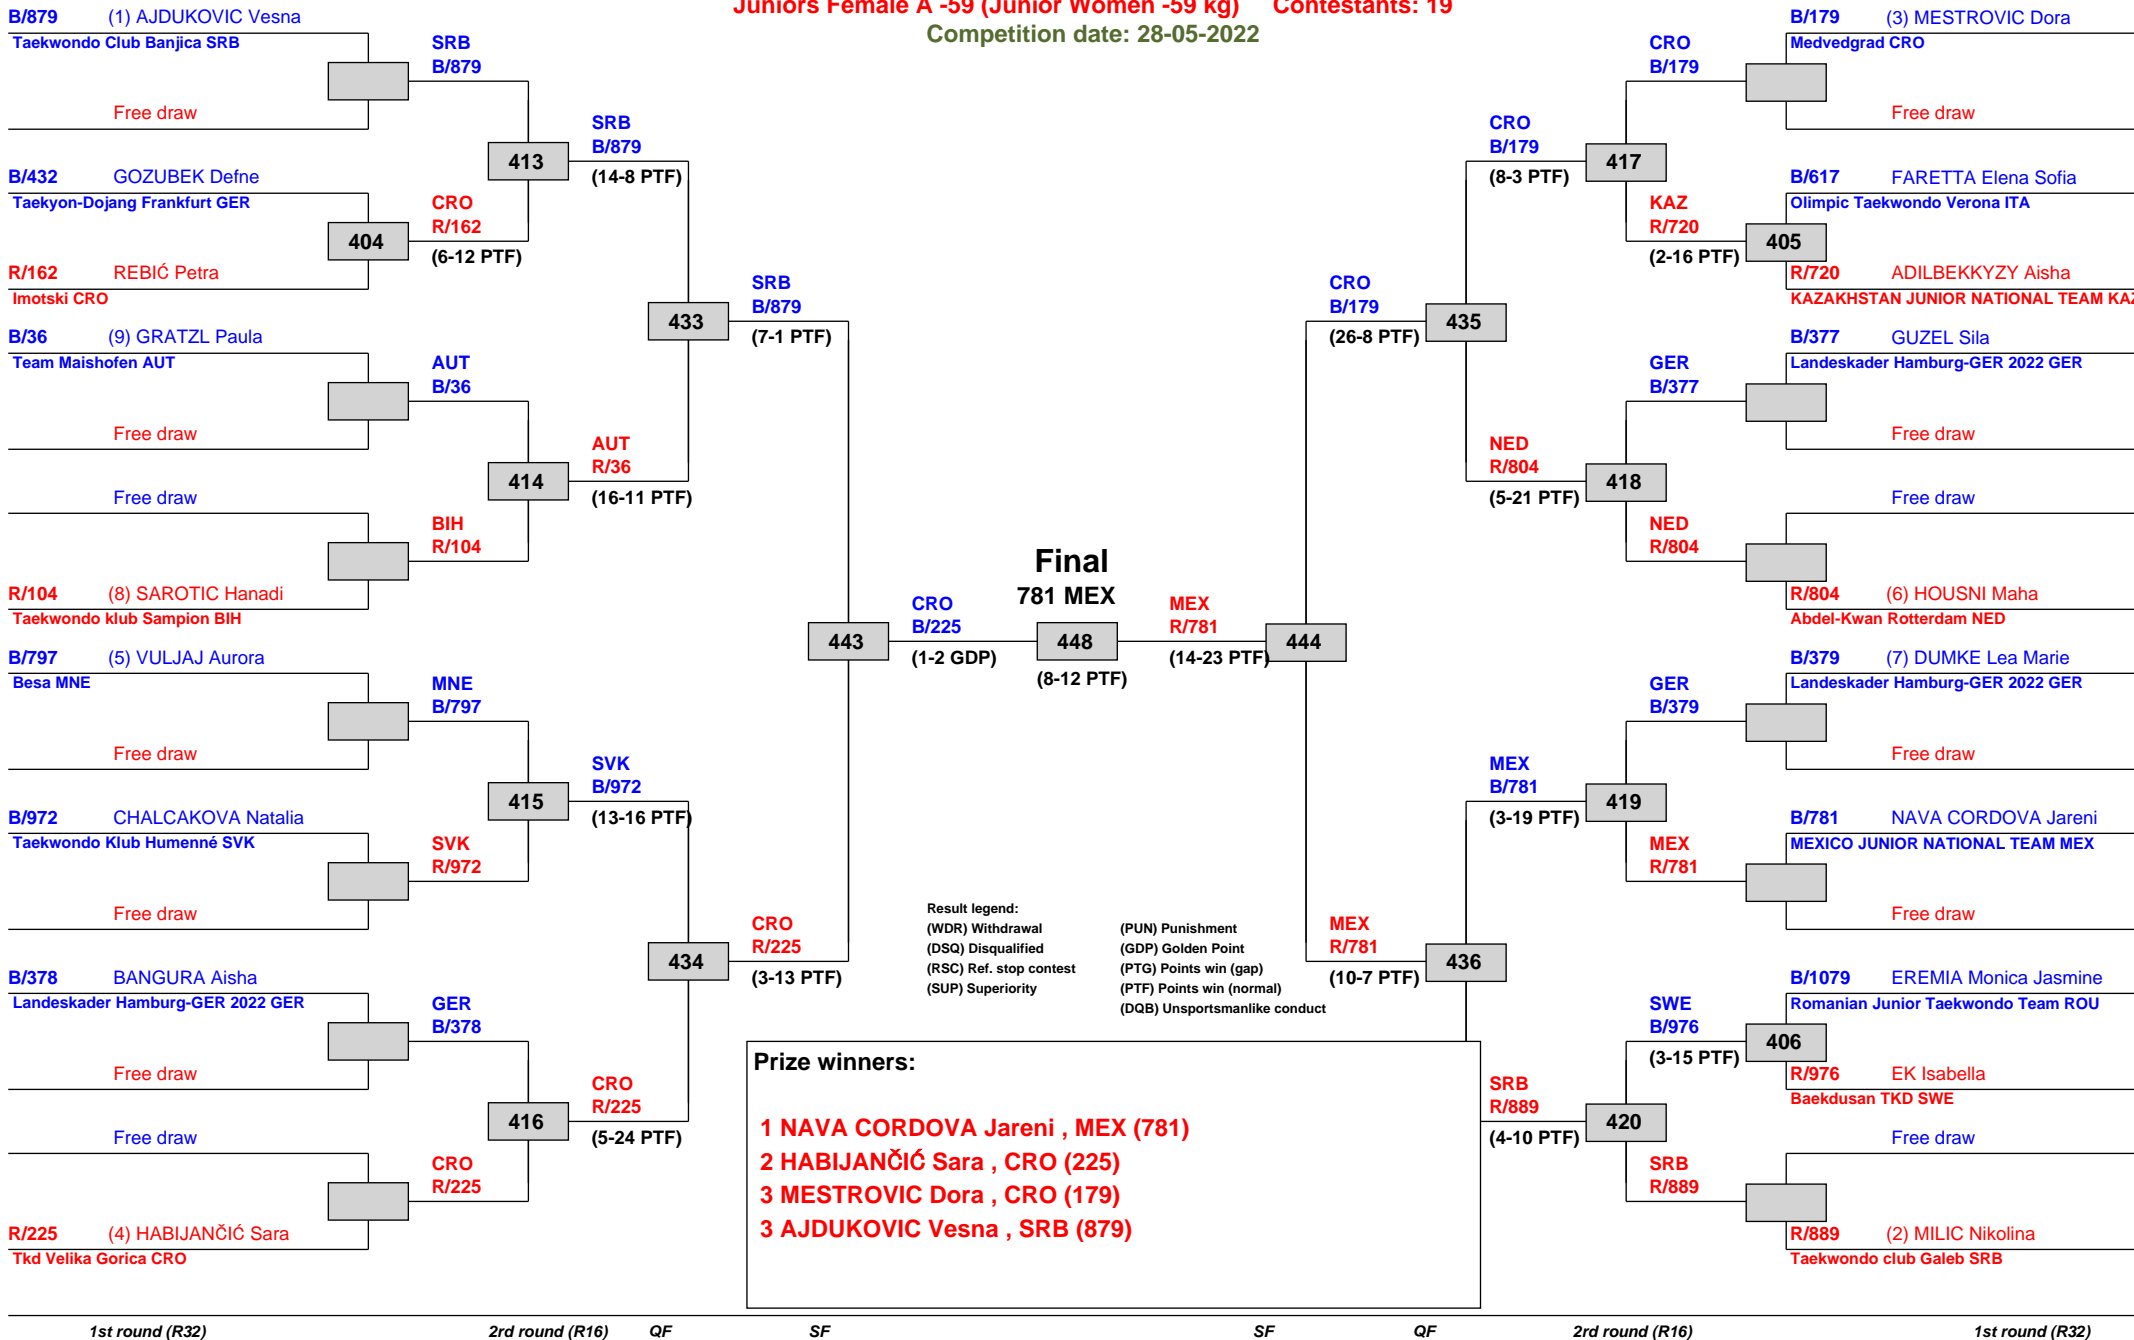 Juniors Female A -59 (Junior Women -59 kg) Contestants: 19
Competition date: 28-05-2022
B/879 (1) AJDUKOVIC Vesna
Taekwondo Club Banjica SRB
Free draw
B/432 GOZUBEK Defne
Taekyon-Dojang Frankfurt GER
R/162 REBIĆ Petra
Imotski CRO
B/36 (9) GRATZL Paula
Team Maishofen AUT
Free draw
Free draw
R/104 (8) SAROTIC Hanadi
Taekwondo klub Sampion BIH
B/797 (5) VULJAJ Aurora
Besa MNE
Free draw
B/972 CHALCAKOVA Natalia
Taekwondo Klub Humenné SVK
Free draw
B/378 BANGURA Aisha
Landeskader Hamburg-GER 2022 GER
Free draw
Free draw
R/225 (4) HABIJANČIĆ Sara
Tkd Velika Gorica CRO
404
SRB
B/879
CRO
R/162
(6-12 PTF)
AUT
B/36
BIH
R/104
MNE
B/797
SVK
R/972
GER
B/378
CRO
R/225
413
414
415
416
SRB
B/879
(14-8 PTF)
AUT
R/36
(16-11 PTF)
SVK
B/972
(13-16 PTF)
CRO
R/225
(5-24 PTF)
433
434
SRB
B/879
(7-1 PTF)
CRO
R/225
(3-13 PTF)
443
CRO
B/225
(1-2 GDP)
Final
781 MEX
448
(8-12 PTF)
MEX
R/781
(14-23 PTF)
444
CRO
B/179
(26-8 PTF)
MEX
R/781
(10-7 PTF)
435
436
CRO
B/179
(8-3 PTF)
NED
R/804
(5-21 PTF)
MEX
B/781
(3-19 PTF)
SRB
R/889
(4-10 PTF)
417
418
419
420
CRO
B/179
KAZ
R/720
(2-16 PTF)
GER
B/377
NED
R/804
GER
B/379
MEX
R/781
SWE
B/976
(3-15 PTF)
SRB
R/889
405
406
B/179 (3) MESTROVIC Dora
Medvedgrad CRO
Free draw
B/617 FARETTA Elena Sofia
Olimpic Taekwondo Verona ITA
R/720 ADILBEKKYZY Aisha
KAZAKHSTAN JUNIOR NATIONAL TEAM KAZ
B/377 GUZEL Sila
Landeskader Hamburg-GER 2022 GER
Free draw
Free draw
R/804 (6) HOUSNI Maha
Abdel-Kwan Rotterdam NED
B/379 (7) DUMKE Lea Marie
Landeskader Hamburg-GER 2022 GER
Free draw
B/781 NAVA CORDOVA Jareni
MEXICO JUNIOR NATIONAL TEAM MEX
Free draw
B/1079 EREMIA Monica Jasmine
Romanian Junior Taekwondo Team ROU
R/976 EK Isabella
Baekdusan TKD SWE
Free draw
R/889 (2) MILIC Nikolina
Taekwondo club Galeb SRB
Result legend:
(WDR) Withdrawal
(DSQ) Disqualified
(RSC) Ref. stop contest
(SUP) Superiority
(PUN) Punishment
(GDP) Golden Point
(PTG) Points win (gap)
(PTF) Points win (normal)
(DQB) Unsportsmanlike conduct
Prize winners:
1 NAVA CORDOVA Jareni , MEX (781)
2 HABIJANČIĆ Sara , CRO (225)
3 MESTROVIC Dora , CRO (179)
3 AJDUKOVIC Vesna , SRB (879)
1st round (R32) 2rd round (R16) QF SF SF QF 2rd round (R16) 1st round (R32)